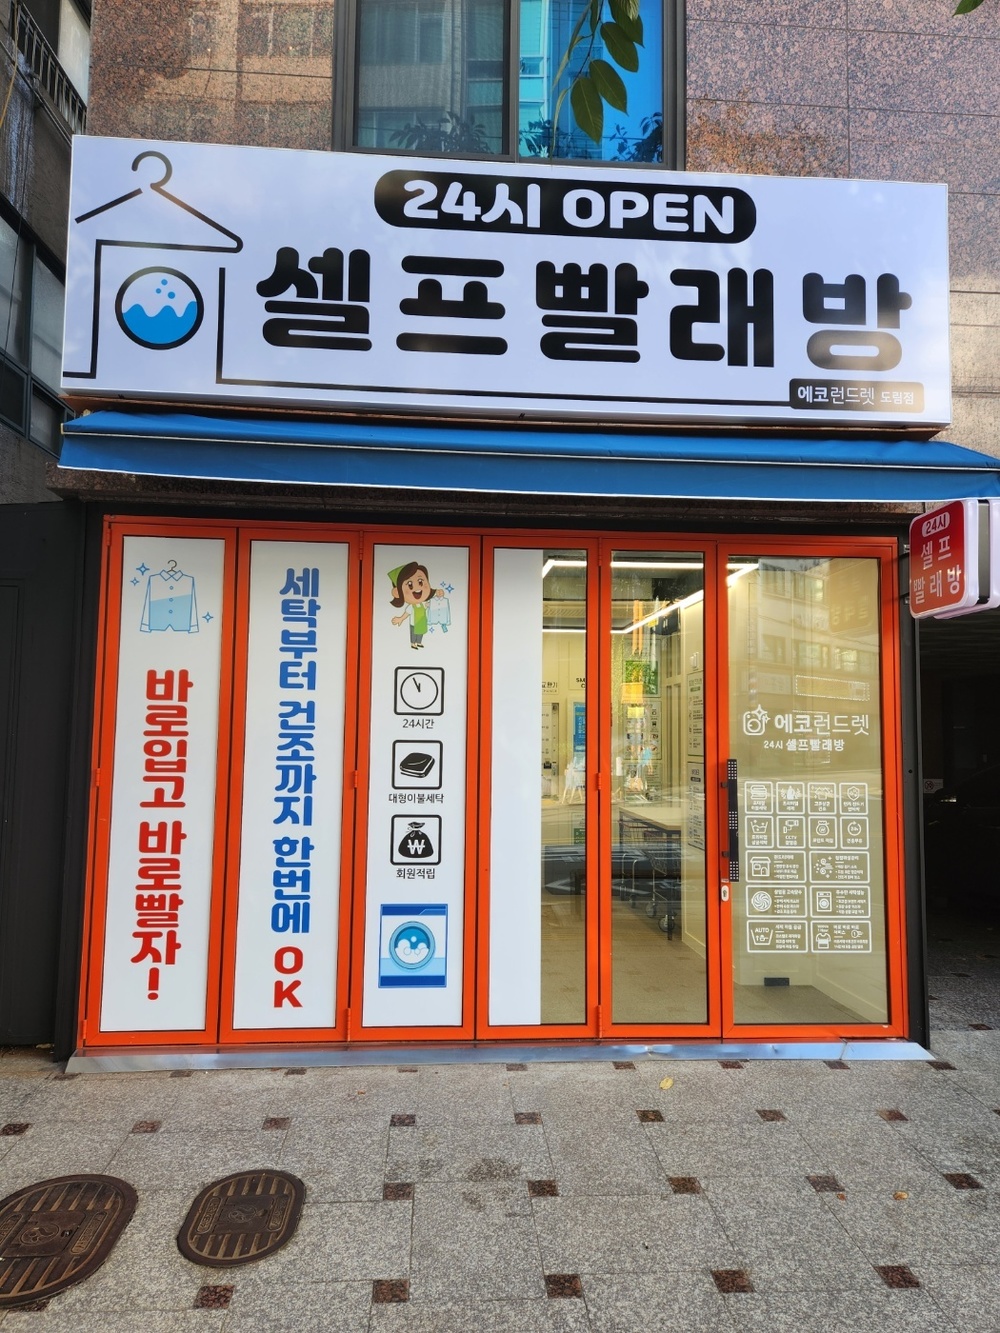 24시 OPEN
셀프빨래방
에코런드렛 도림점
24시
셀프
빨래방
바로입고 바로빨자!
세탁부터 건조까지 한번에 OK
24시간
대형이불세탁
₩
회원적립
에코런드렛
24시 셀프빨래방
CCTV
AUTO